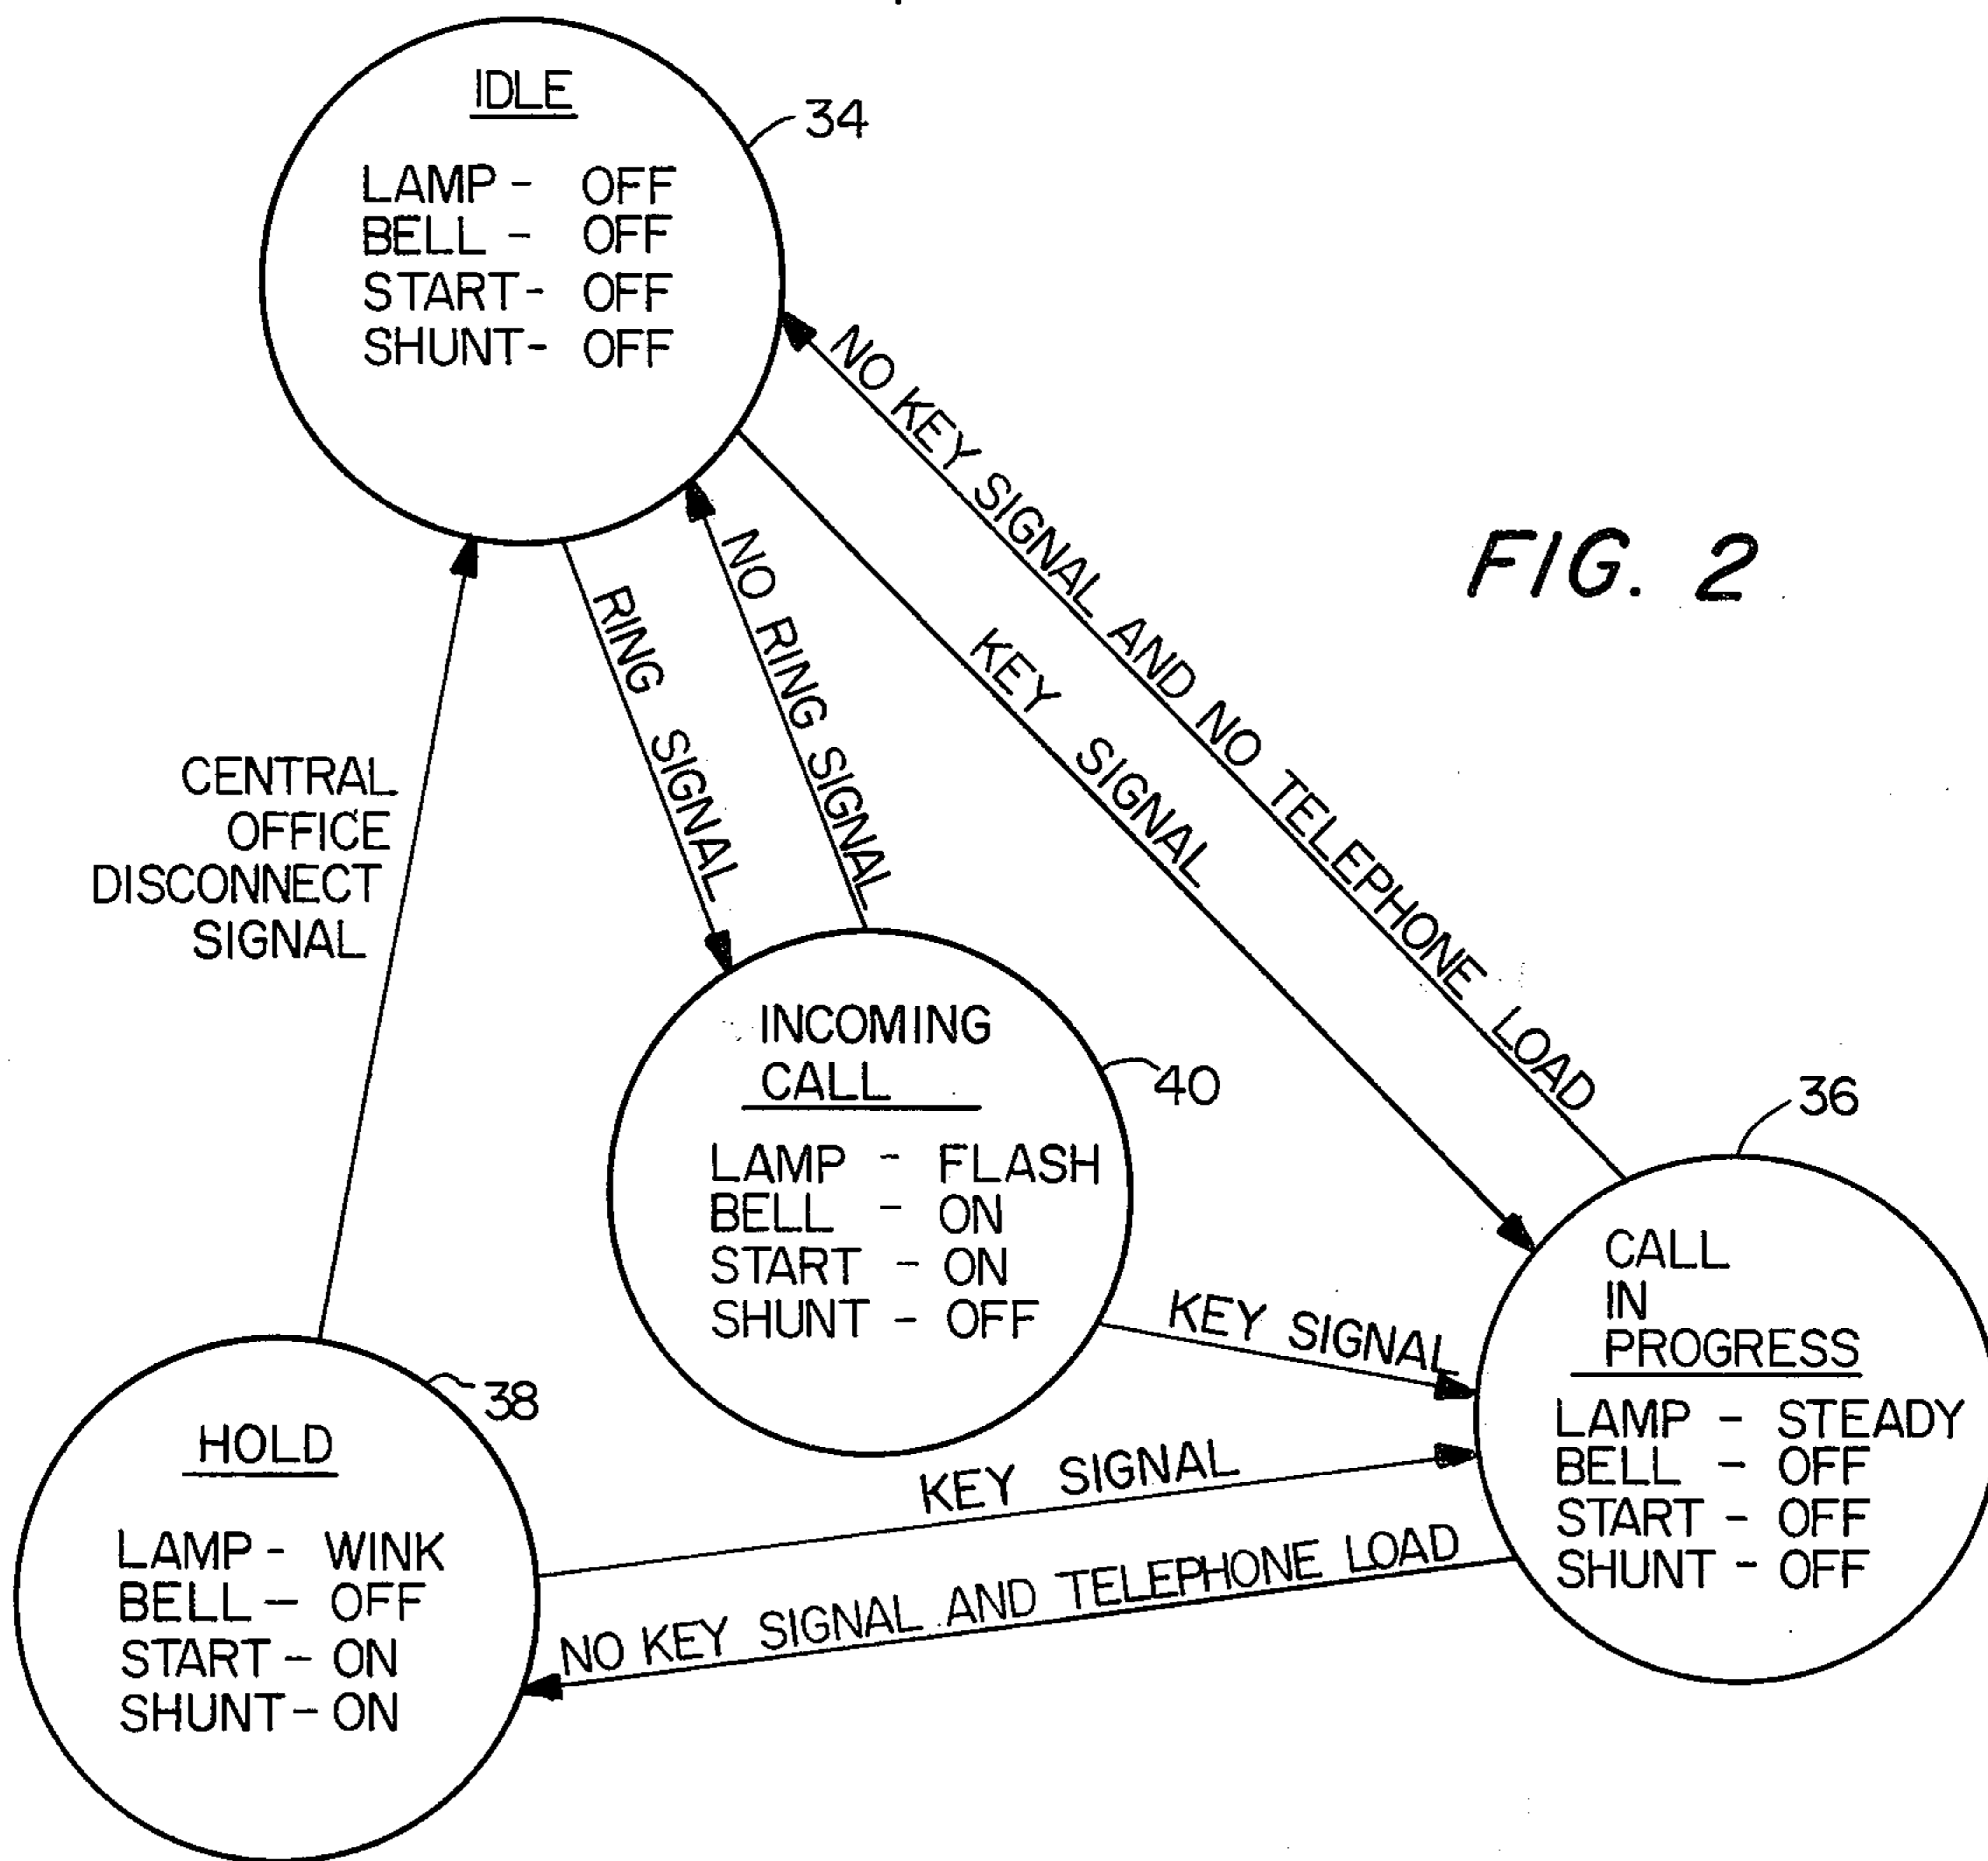 IDLE
LAMP - OFF
BELL - OFF
START - OFF
SHUNT - OFF
34
NO KEY SIGNAL AND NO TELEPHONE LOAD
KEY SIGNAL
FIG. 2
RING SIGNAL
NO RING SIGNAL
CENTRAL
OFFICE
DISCONNECT
SIGNAL
INCOMING
CALL
LAMP - FLASH
BELL - ON
START - ON
SHUNT - OFF
40
36
CALL
IN
PROGRESS
LAMP - STEADY
BELL - OFF
START - OFF
SHUNT - OFF
KEY SIGNAL
38
HOLD
LAMP - WINK
BELL - OFF
START - ON
SHUNT - ON
KEY SIGNAL
NO KEY SIGNAL AND TELEPHONE LOAD